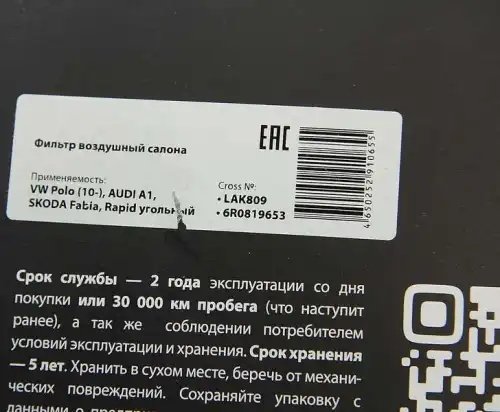 Фильтр воздушный салона
EAC
Применяемость:
VW Polo (10-), AUDI A1,
SKODA Fabia, Rapid угольный
Cross №:
• LAK809
• 6R0819653
4650252910655
Срок службы — 2 года эксплуатации со дня
покупки или 30 000 км пробега (что наступит
ранее), а так же соблюдении потребителем
условий эксплуатации и хранения. Срок хранения
— 5 лет. Хранить в сухом месте, беречь от механи-
ческих повреждений. Сохраняйте упаковку с
данными о